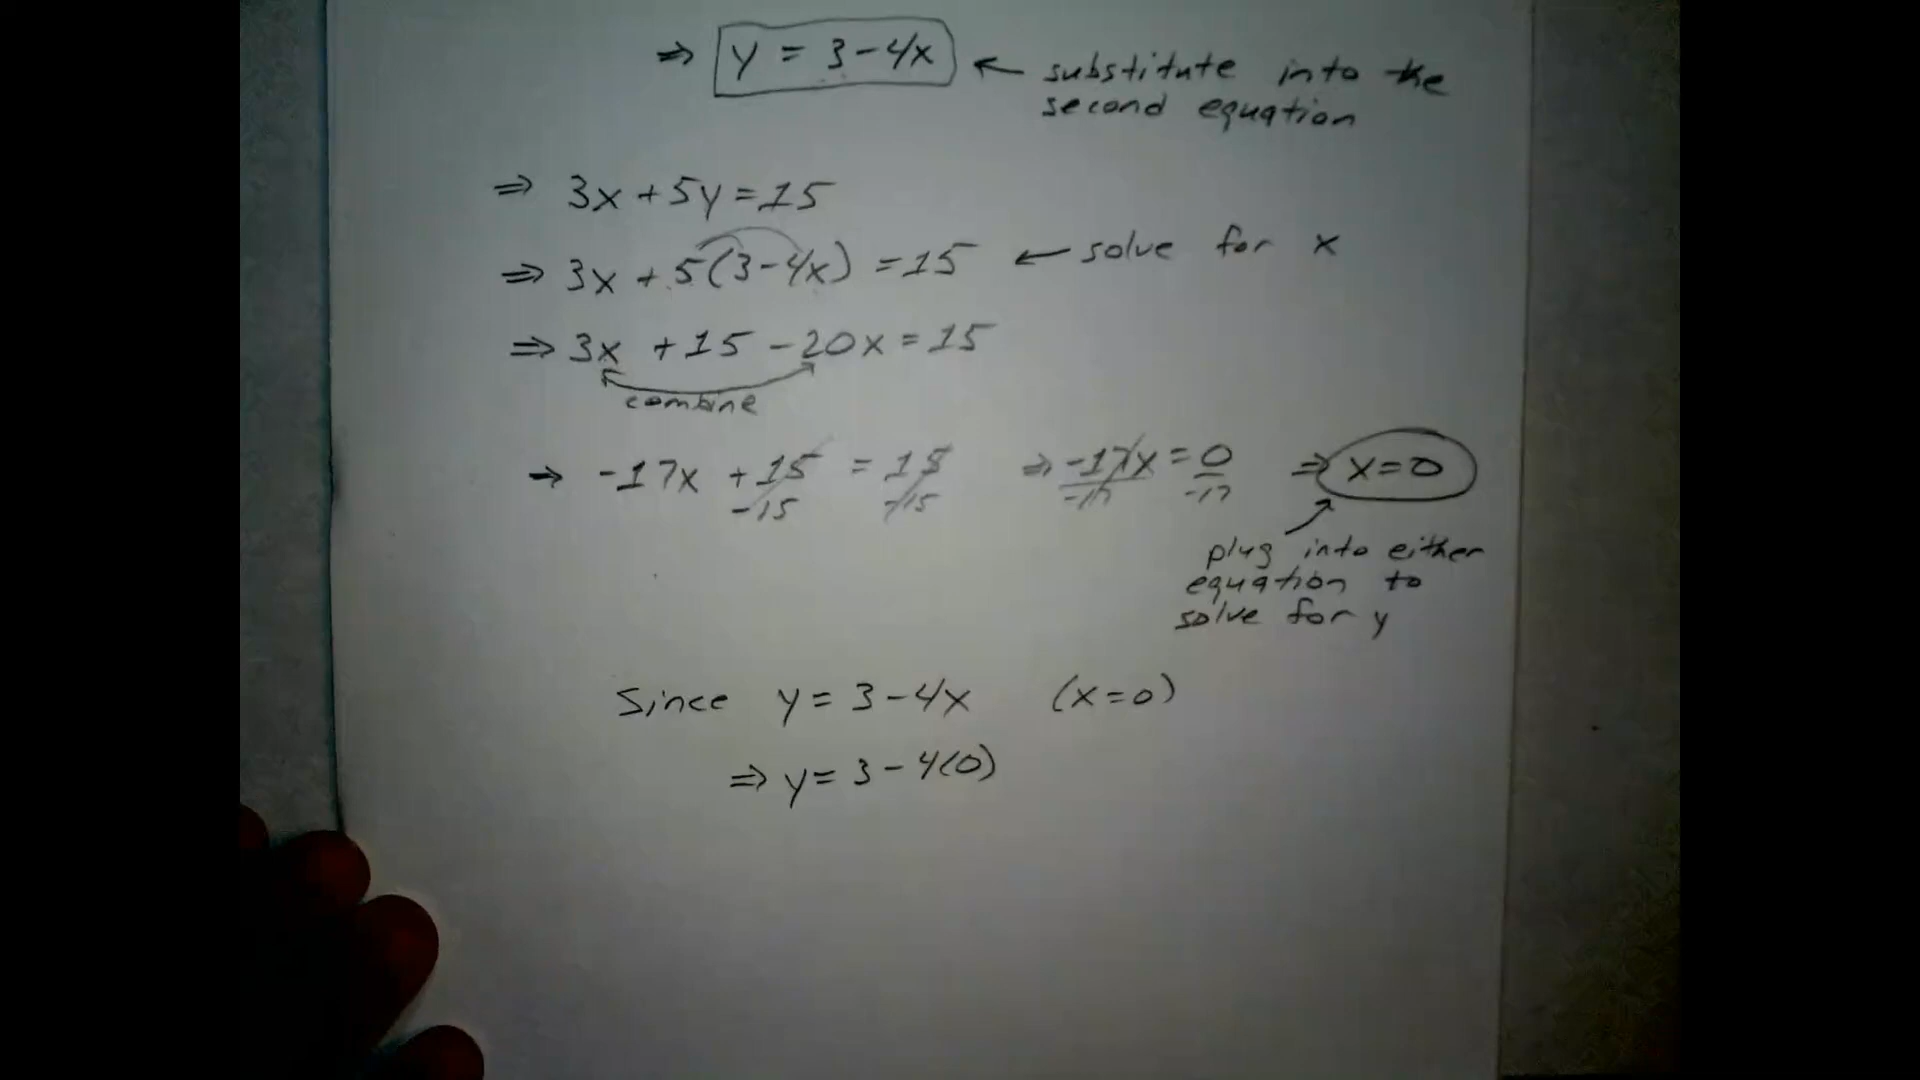 ⇒ y = 3 - 4x ← substitute into the
second equation
⇒ 3x + 5y = 15
⇒ 3x + 5(3 - 4x) = 15 ← solve for x
⇒ 3x + 15 - 20x = 15
combine
→ -17x + 15 = 15 ⇒ -17x = 0 ⇒ x = 0
-15 -15 -17 -17
plug into either
equation to
solve for y
Since y = 3 - 4x (x = 0)
⇒ y = 3 - 4(0)